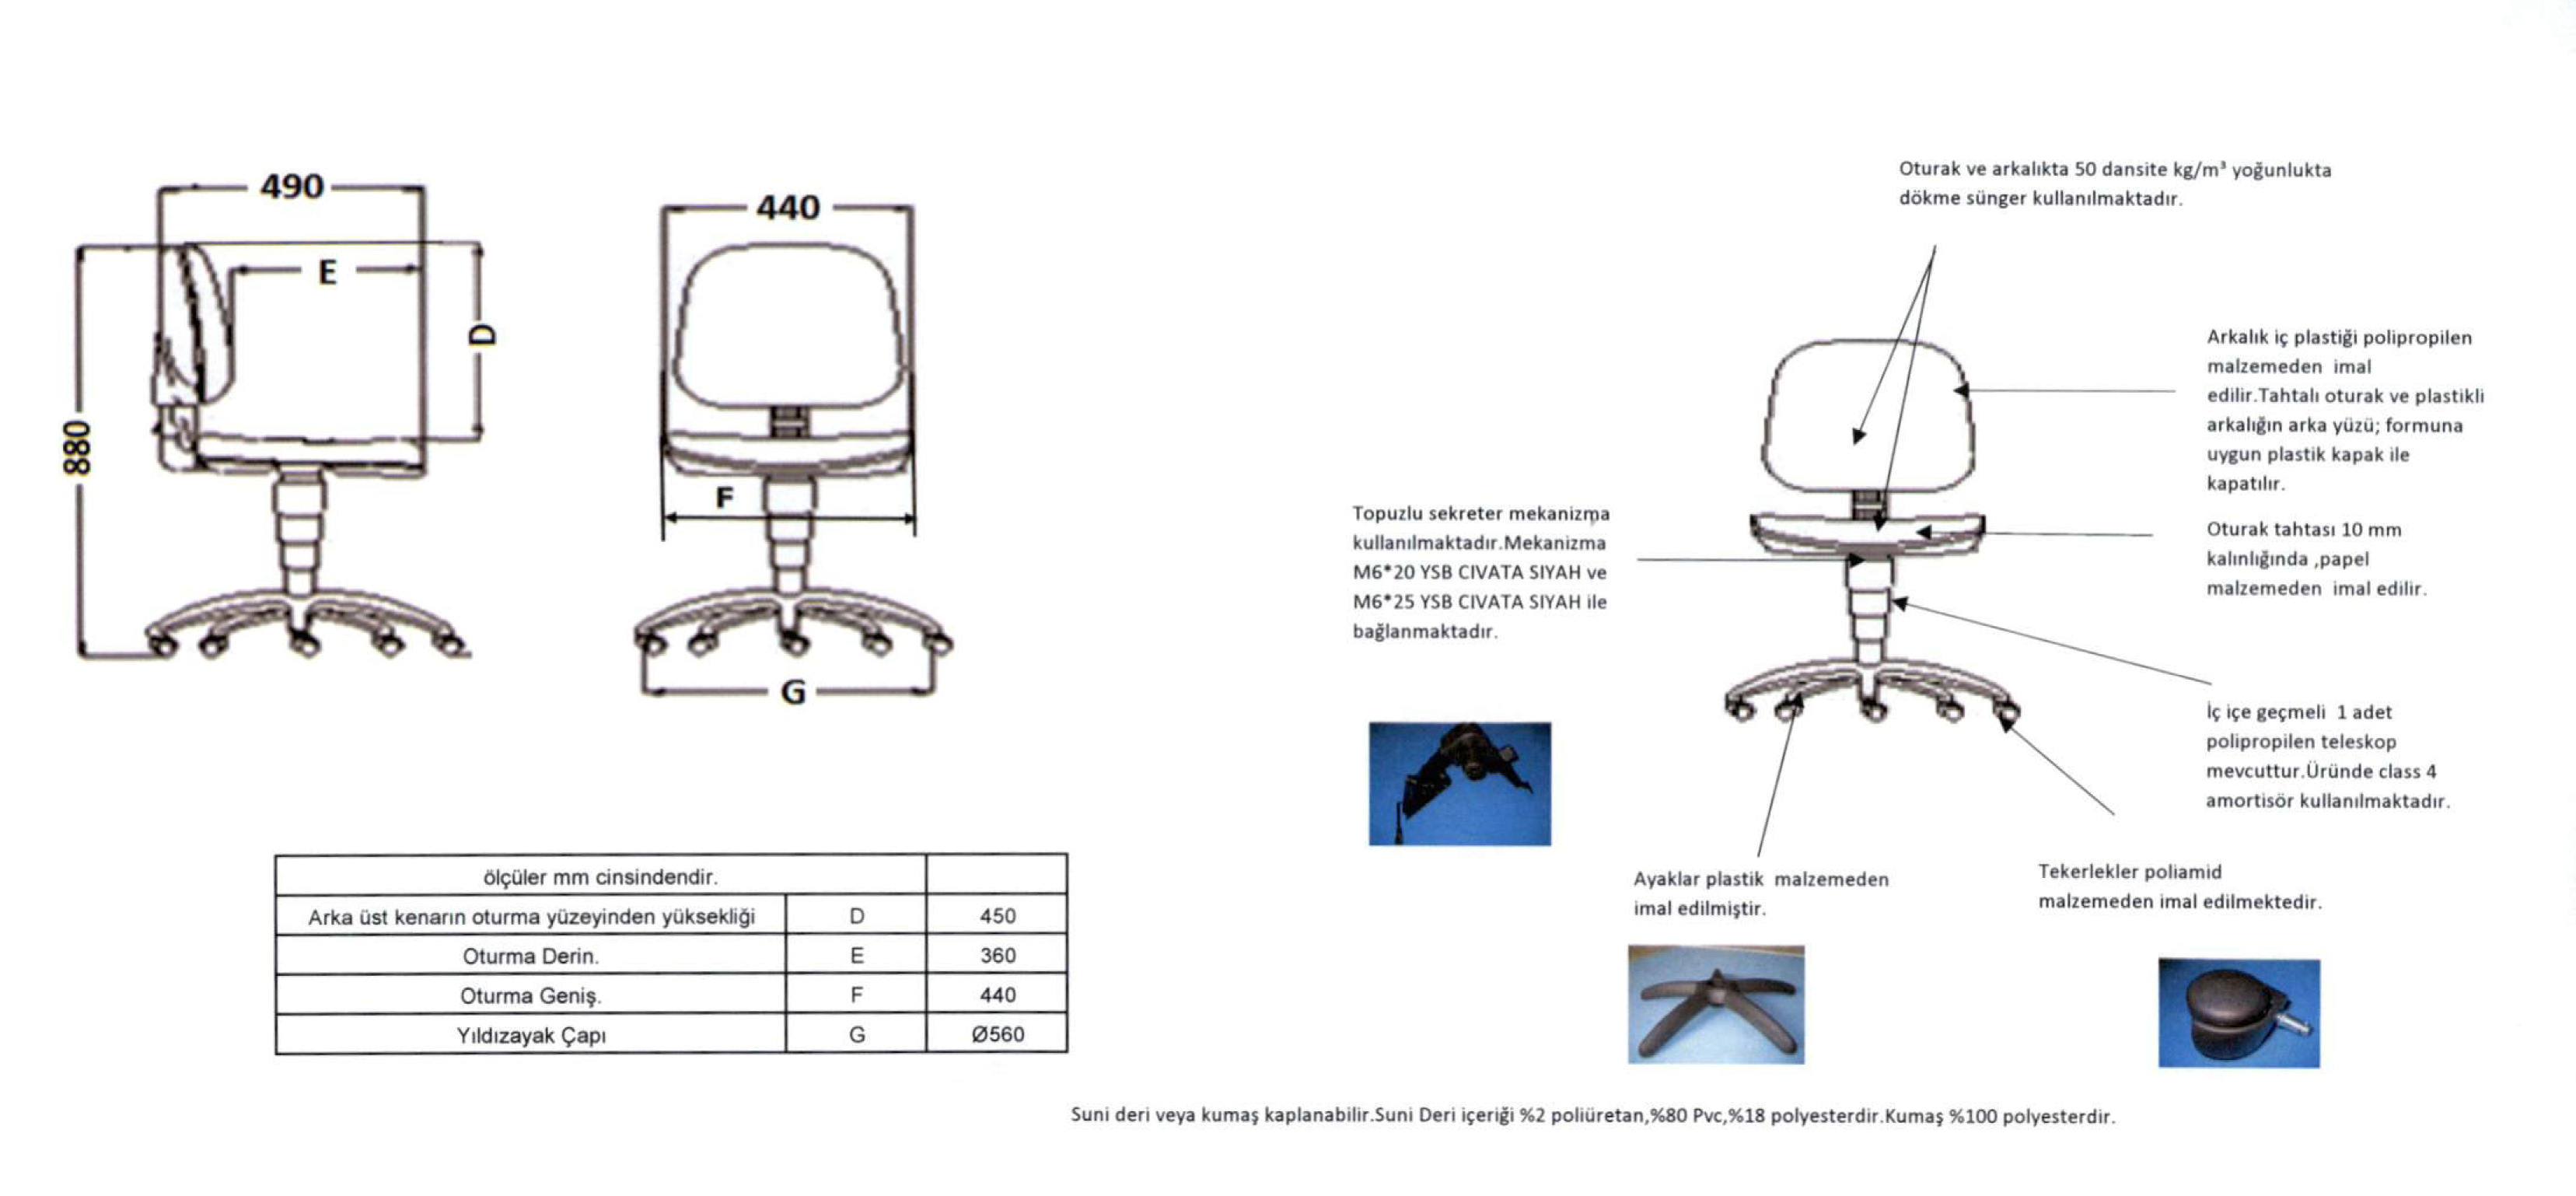 490
E
D
880
440
F
G
ölçüler mm cinsindendir.
Arka üst kenarın oturma yüzeyinden yüksekliği D 450
Oturma Derin. E 360
Oturma Geniş. F 440
Yıldızayak Çapı G Ø560
Oturak ve arkalıkta 50 dansite kg/m³ yoğunlukta
dökme sünger kullanılmaktadır.
Arkalık iç plastiği polipropilen
malzemeden imal
edilir.Tahtalı oturak ve plastikli
arkalığın arka yüzü; formuna
uygun plastik kapak ile
kapatılır.
Topuzlu sekreter mekanizma
kullanılmaktadır.Mekanizma
M6*20 YSB CIVATA SIYAH ve
M6*25 YSB CIVATA SIYAH ile
bağlanmaktadır.
Oturak tahtası 10 mm
kalınlığında ,papel
malzemeden imal edilir.
İç içe geçmeli 1 adet
polipropilen teleskop
mevcuttur.Üründe class 4
amortisör kullanılmaktadır.
Ayaklar plastik malzemeden
imal edilmiştir.
Tekerlekler poliamid
malzemeden imal edilmektedir.
Suni deri veya kumaş kaplanabilir.Suni Deri içeriği %2 poliüretan,%80 Pvc,%18 polyesterdir.Kumaş %100 polyesterdir.